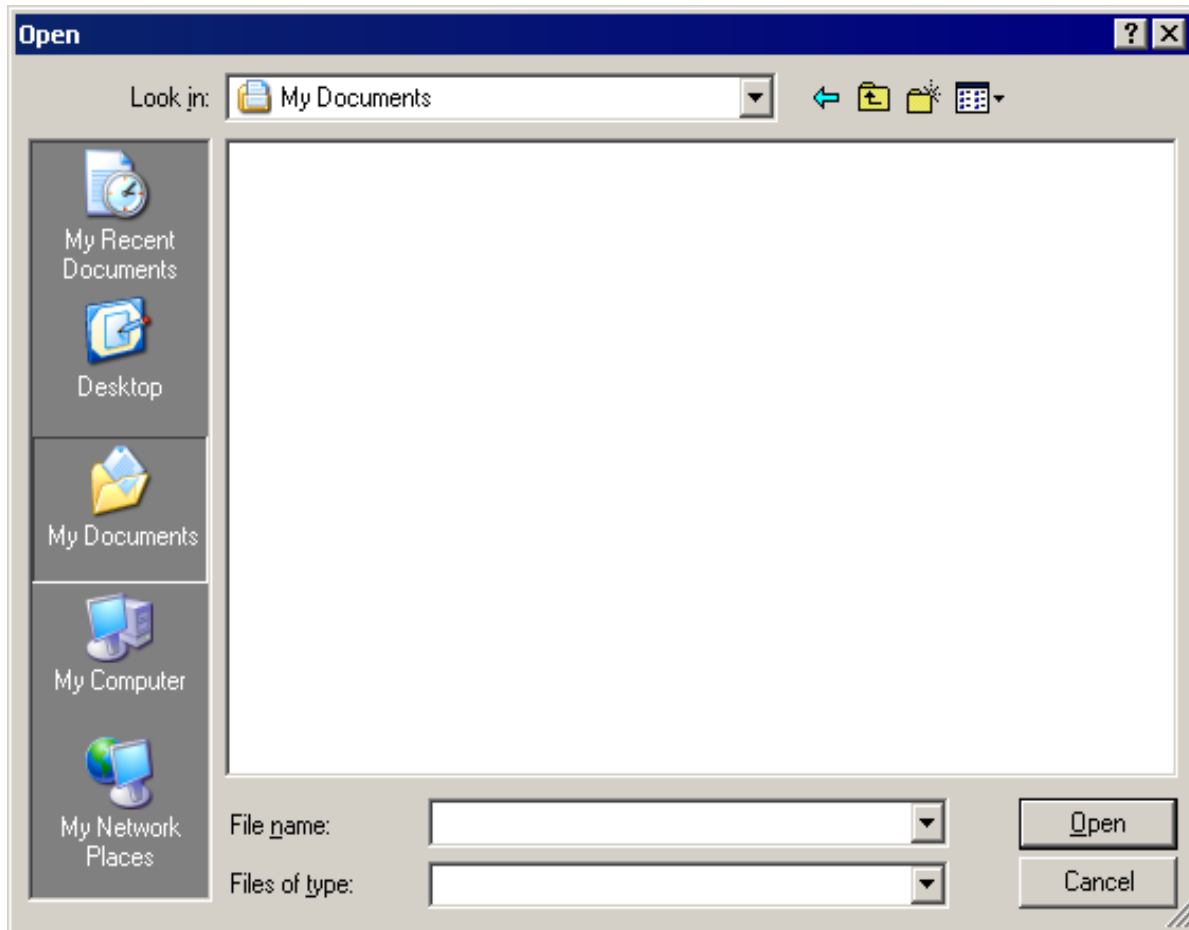 Open
Look in:
My Documents
My Recent
Documents
Desktop
My Documents
My Computer
My Network
Places
File name:
Open
Files of type:
Cancel